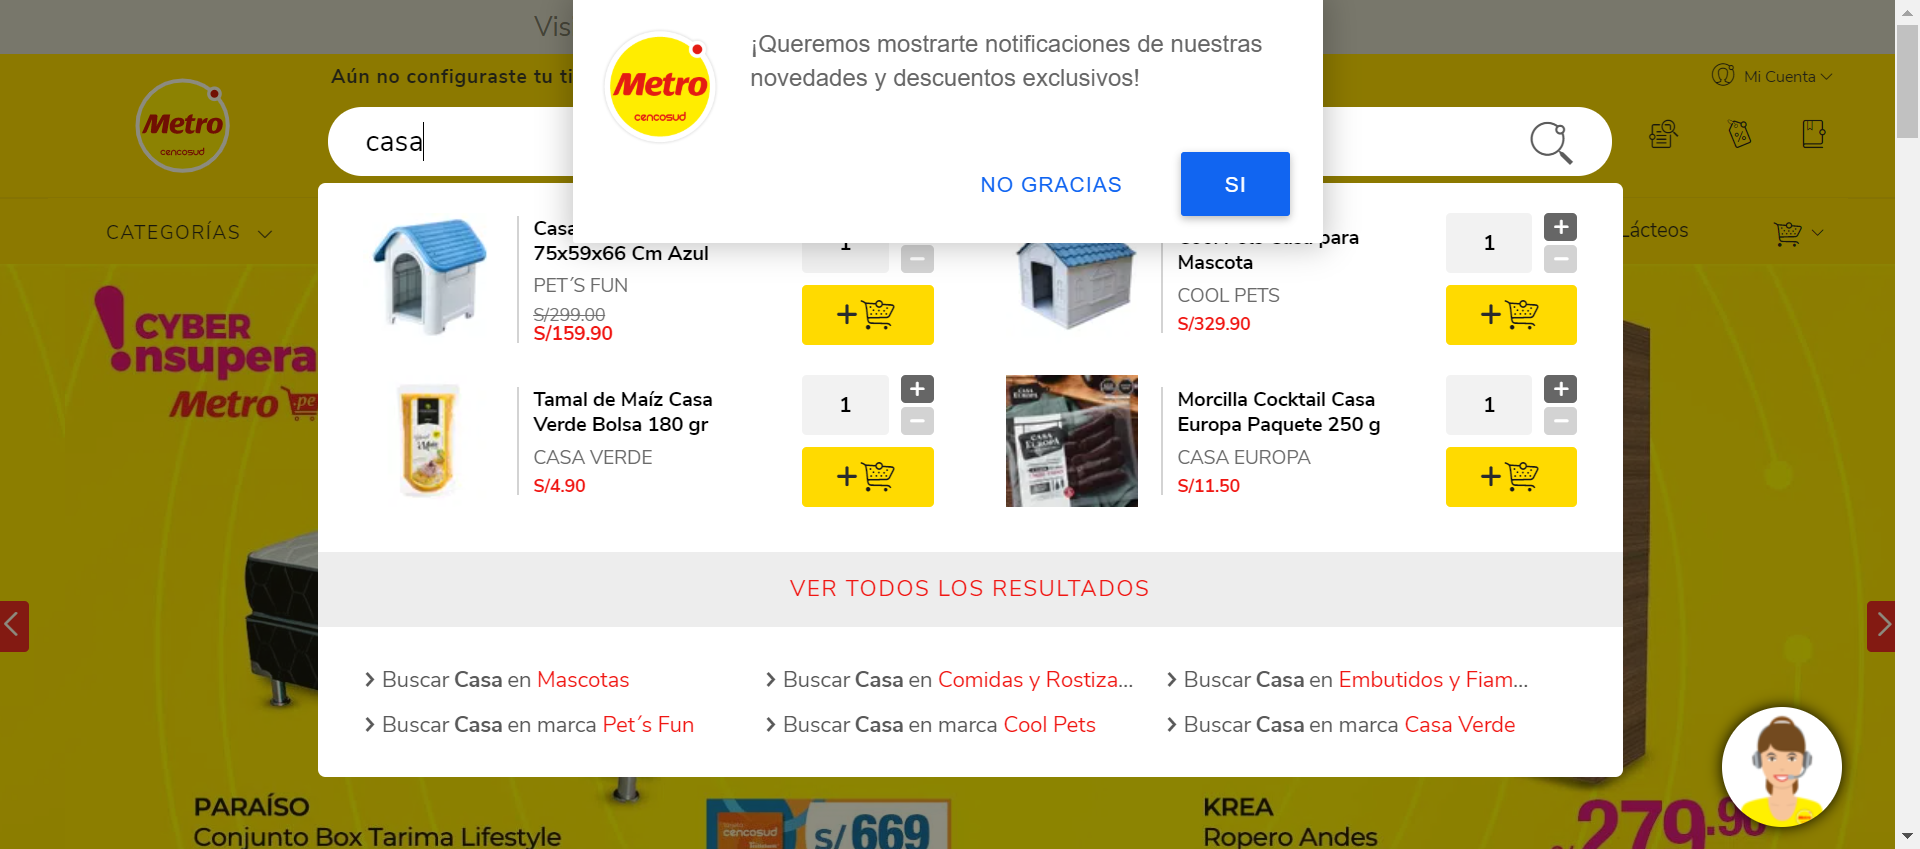 Vis
¡Queremos mostrarte notificaciones de nuestras
novedades y descuentos exclusivos!
Metro
cencosud
NO GRACIAS
SI
Aún no configuraste tu ti
Mi Cuenta
Metro
cencosud
casa
CATEGORÍAS
Lácteos
Casa
75x59x66 Cm Azul
PET´S FUN
S/299.00
S/159.90
1
Cool Pets Casa para
Mascota
COOL PETS
S/329.90
1
Tamal de Maíz Casa
Verde Bolsa 180 gr
CASA VERDE
S/4.90
1
Morcilla Cocktail Casa
Europa Paquete 250 g
CASA EUROPA
S/11.50
1
CASA
EUROPA
VER TODOS LOS RESULTADOS
Buscar Casa en Mascotas
Buscar Casa en Comidas y Rostiza...
Buscar Casa en Embutidos y Fiam...
Buscar Casa en marca Pet´s Fun
Buscar Casa en marca Cool Pets
Buscar Casa en marca Casa Verde
CYBER
nsupera
Metro .pe
PARAÍSO
Conjunto Box Tarima Lifestyle
cencosud
S/ 669
KREA
Ropero Andes
S/ 279.90